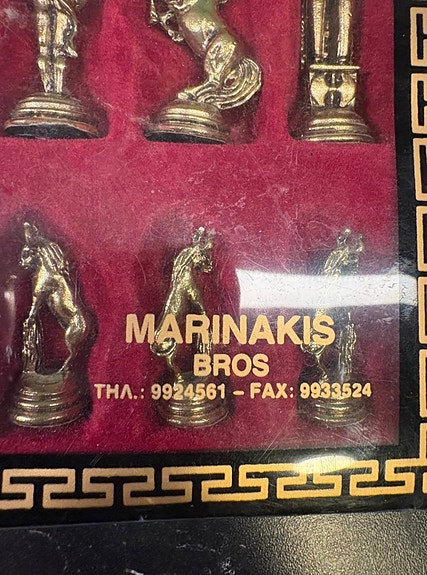 MARINAKIS
BROS
ΤΗΛ.: 9924561 – FAX: 9933524